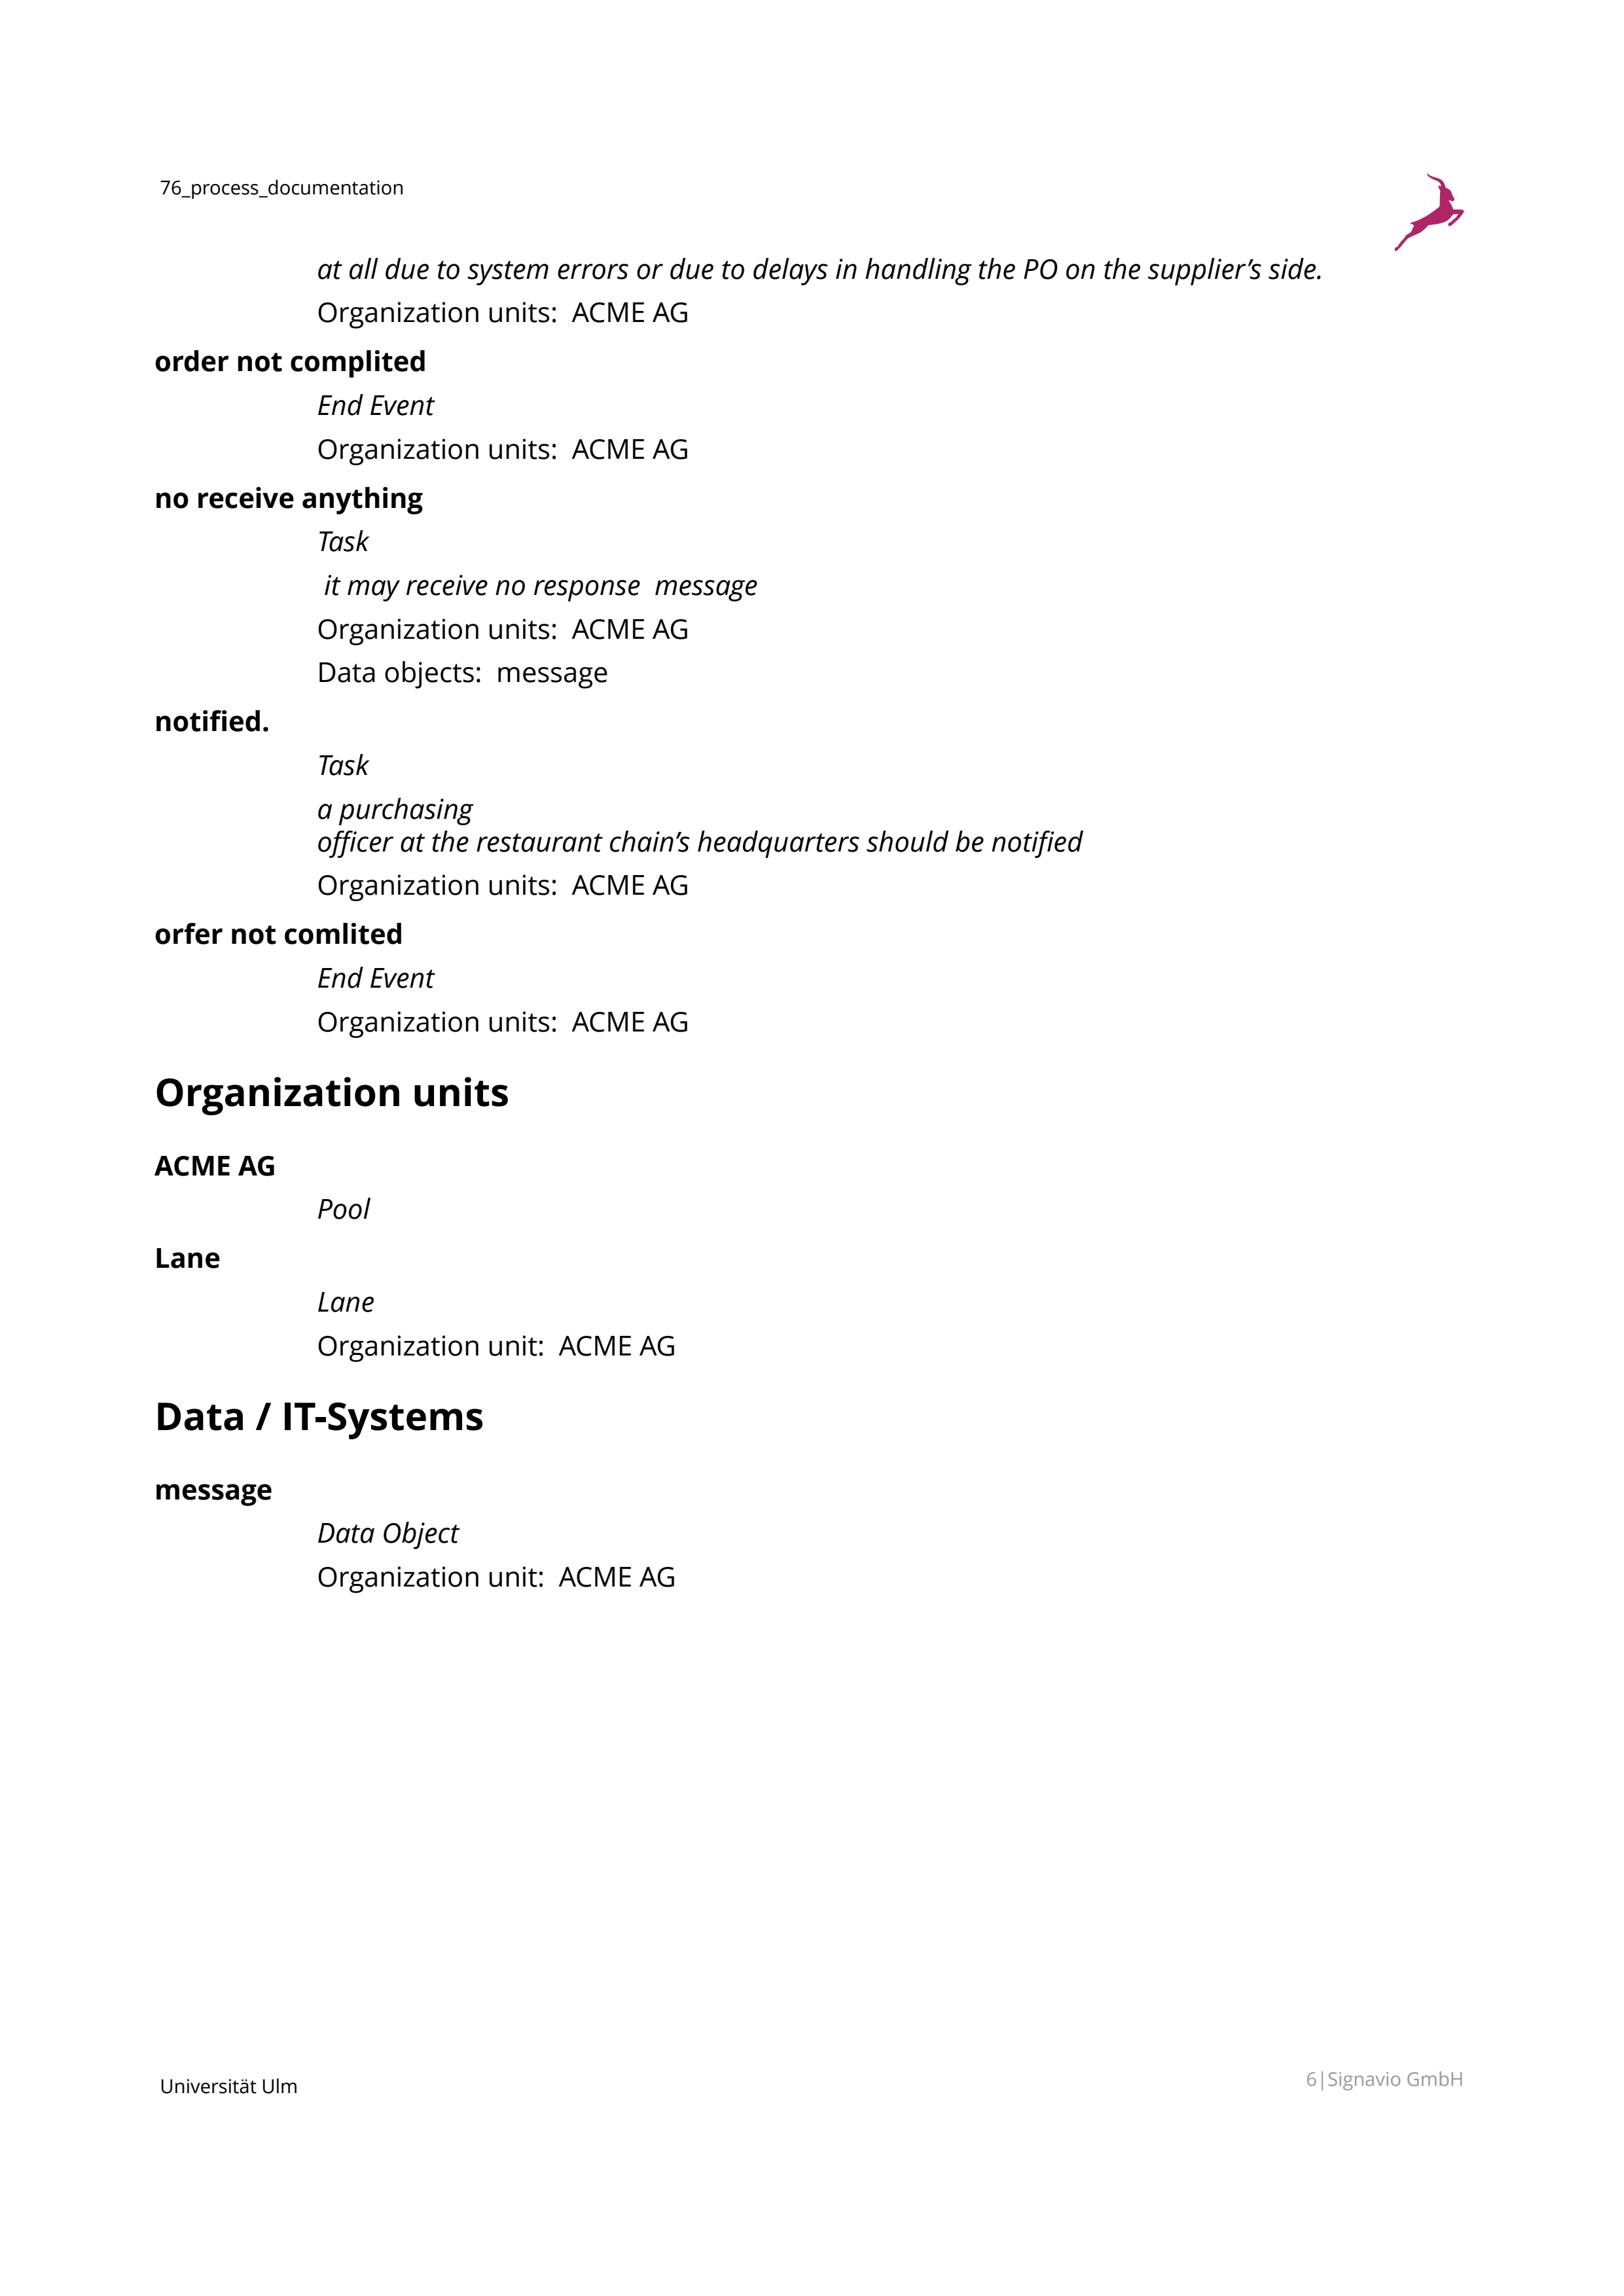 76_process_documentation
at all due to system errors or due to delays in handling the PO on the supplier’s side.
Organization units:  ACME AG
order not complited
End Event
Organization units:  ACME AG
no receive anything
Task
it may receive no response  message
Organization units:  ACME AG
Data objects:  message
notified.
Task
a purchasing
officer at the restaurant chain’s headquarters should be notified
Organization units:  ACME AG
orfer not comlited
End Event
Organization units:  ACME AG
Organization units
ACME AG
Pool
Lane
Lane
Organization unit:  ACME AG
Data / IT-Systems
message
Data Object
Organization unit:  ACME AG
Universität Ulm
6|Signavio GmbH